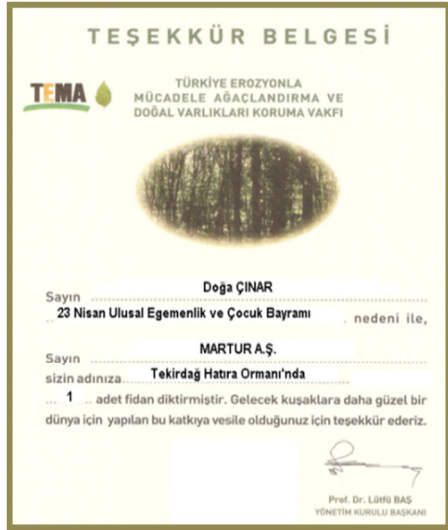 TEŞEKKÜR BELGESİ
TEMA
TÜRKİYE EROZYONLA
MÜCADELE AĞAÇLANDIRMA VE
DOĞAL VARLIKLARI KORUMA VAKFI
Sayın Doğa ÇINAR
23 Nisan Ulusal Egemenlik ve Çocuk Bayramı nedeni ile,
Sayın MARTUR A.Ş.
sizin adınıza Tekirdağ Hatıra Ormanı'nda
1 adet fidan diktirmiştir. Gelecek kuşaklara daha güzel bir
dünya için yapılan bu katkıya vesile olduğunuz için teşekkür ederiz.
Prof. Dr. Lütfü BAŞ
YÖNETİM KURULU BAŞKANI